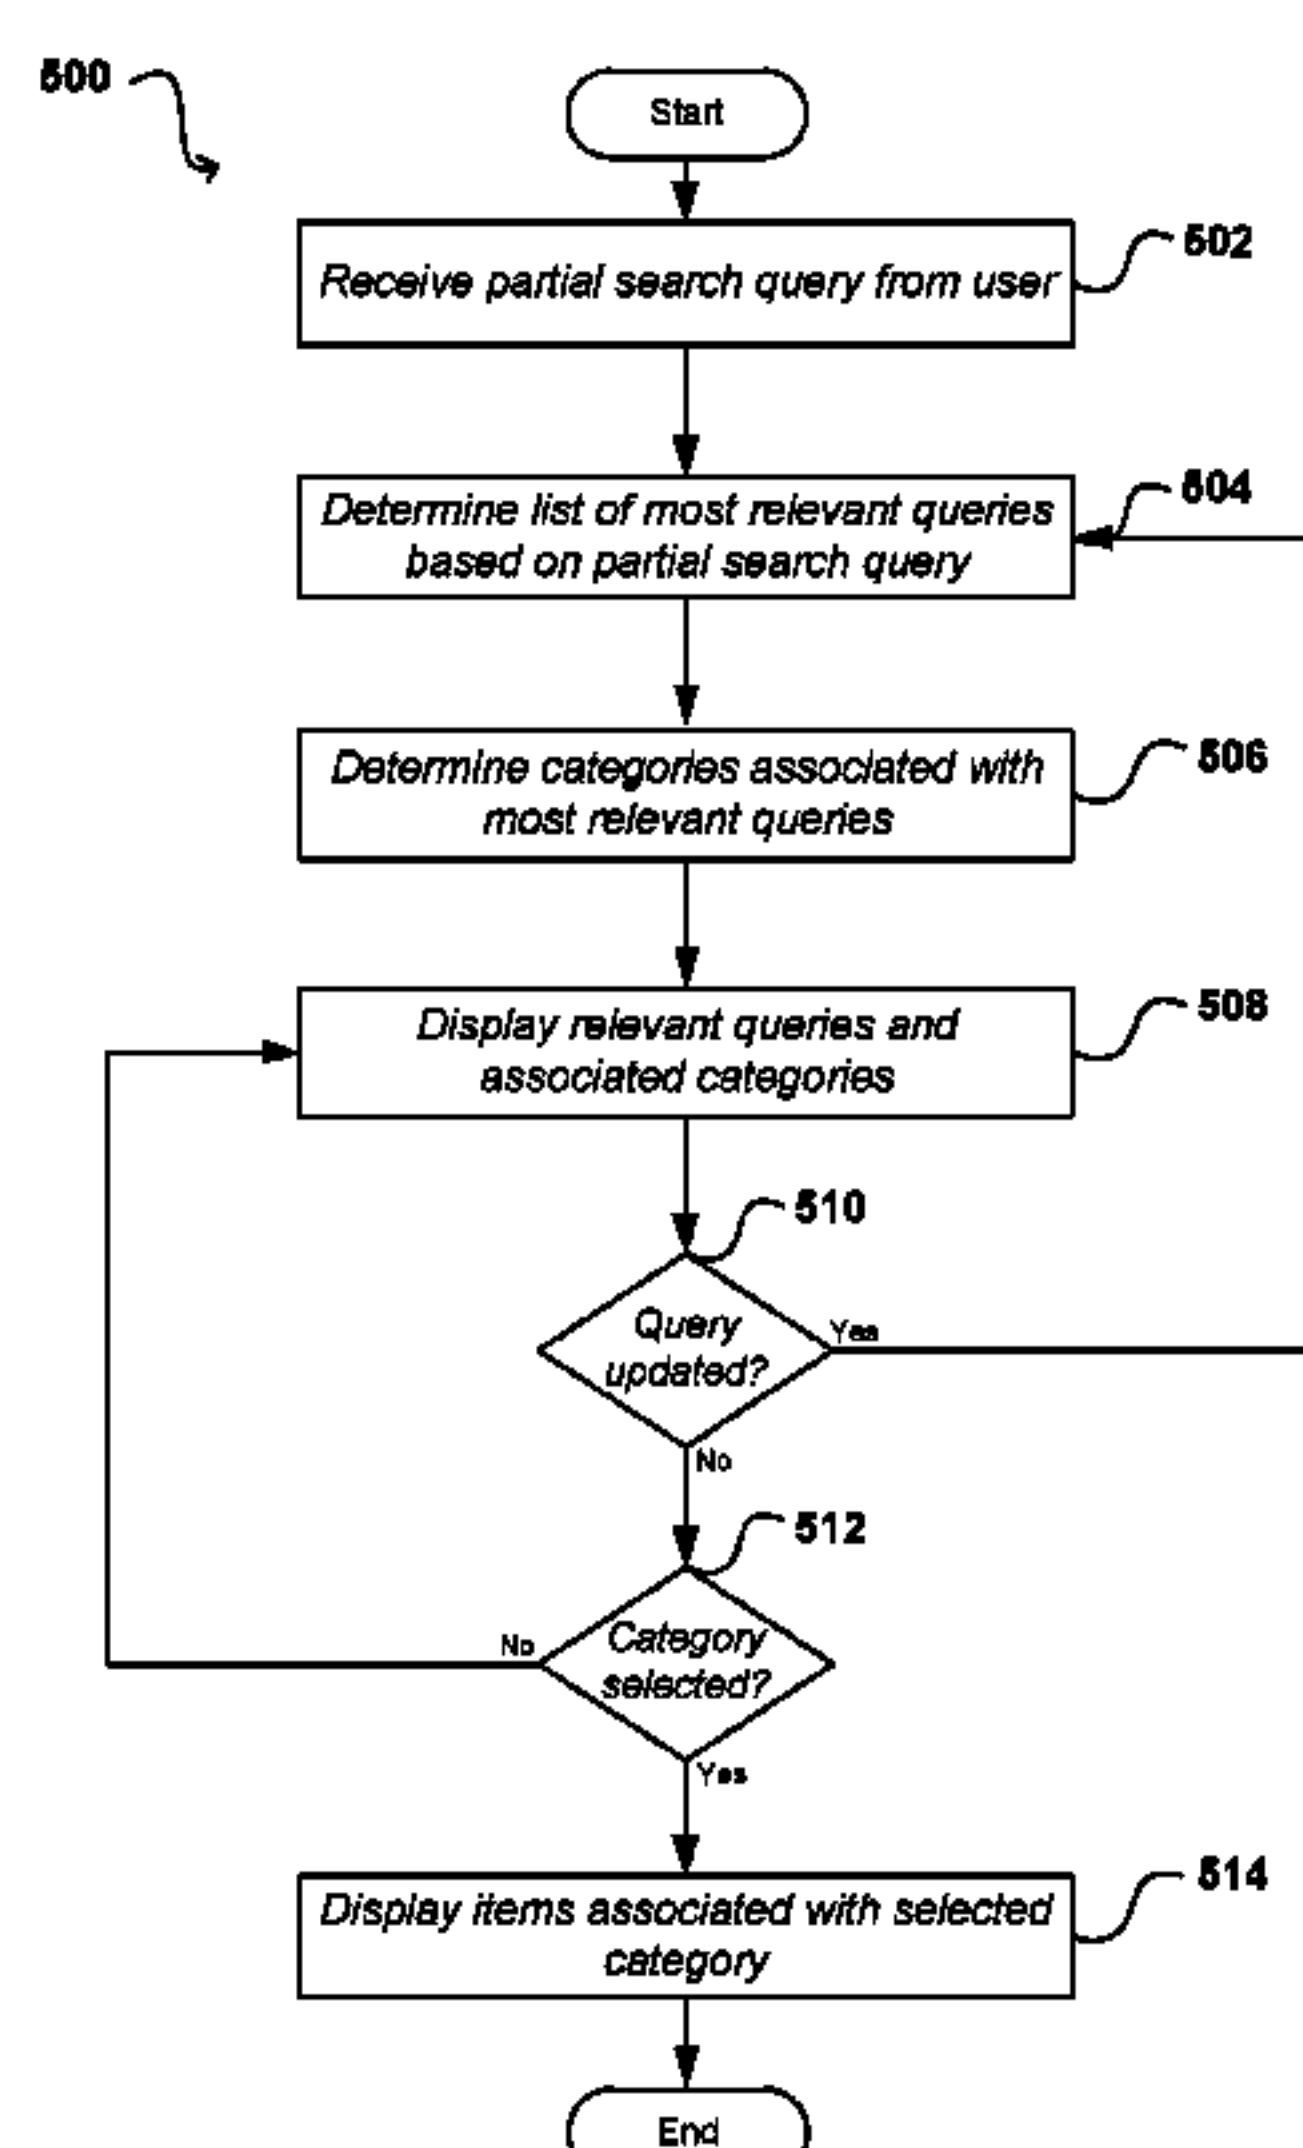 500
Start
Receive partial search query from user
502
Determine list of most relevant queries
based on partial search query
504
Determine categories associated with
most relevant queries
506
Display relevant queries and
associated categories
508
510
Query
updated?
Yes
No
512
Category
selected?
No
Yes
Display items associated with selected
category
514
End